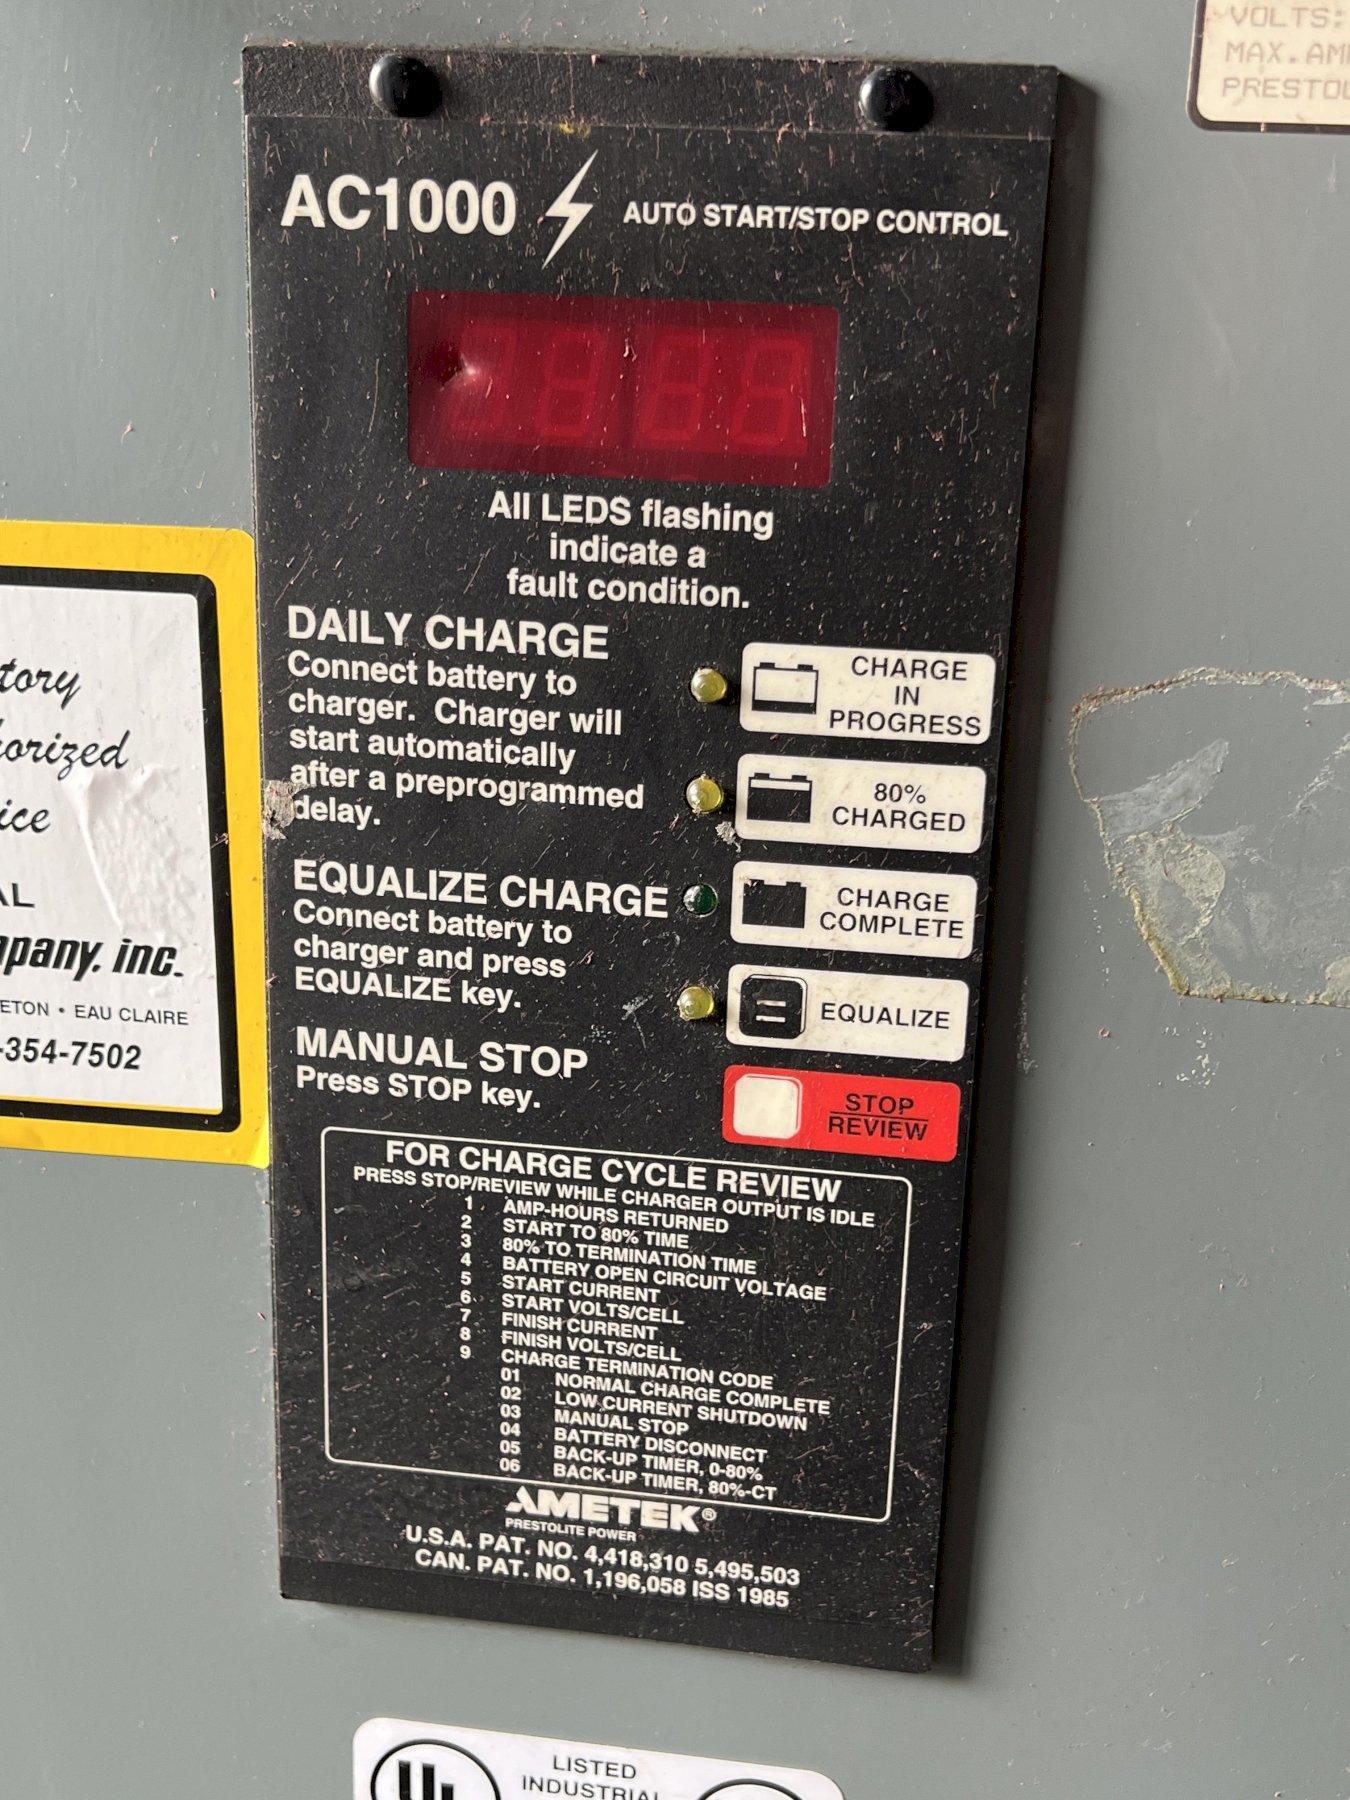 VOLTS:
MAX.AM
PRESTOL
AC1000 AUTO START/STOP CONTROL
All LEDS flashing
indicate a
fault condition.
DAILY CHARGE
Connect battery to
charger. Charger will
start automatically
after a preprogrammed
delay.
CHARGE
IN
PROGRESS
80%
CHARGED
EQUALIZE CHARGE
Connect battery to
charger and press
EQUALIZE key.
CHARGE
COMPLETE
EQUALIZE
MANUAL STOP
Press STOP key.
STOP
REVIEW
FOR CHARGE CYCLE REVIEW
PRESS STOP/REVIEW WHILE CHARGER OUTPUT IS IDLE
1 AMP-HOURS RETURNED
2 START TO 80% TIME
3 80% TO TERMINATION TIME
4 BATTERY OPEN CIRCUIT VOLTAGE
5 START CURRENT
6 START VOLTS/CELL
7 FINISH CURRENT
8 FINISH VOLTS/CELL
9 CHARGE TERMINATION CODE
01 NORMAL CHARGE COMPLETE
02 LOW CURRENT SHUTDOWN
03 MANUAL STOP
04 BATTERY DISCONNECT
05 BACK-UP TIMER, 0-80%
06 BACK-UP TIMER, 80%-CT
AMETEK®
PRESTOLITE POWER
U.S.A. PAT. NO. 4,418,310 5,495,503
CAN. PAT. NO. 1,196,058 ISS 1985
tory
orized
ice
AL
pany, inc.
ETON • EAU CLAIRE
-354-7502
UL
LISTED
INDUSTRIAL